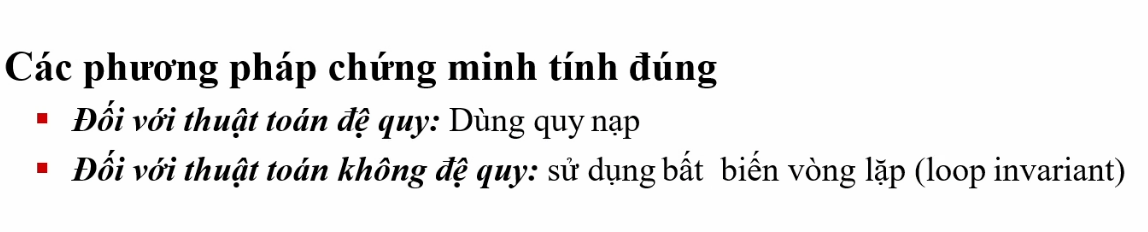 Các phương pháp chứng minh tính đúng
▪ Đối với thuật toán đệ quy: Dùng quy nạp
▪ Đối với thuật toán không đệ quy: sử dụng bất biến vòng lặp (loop invariant)